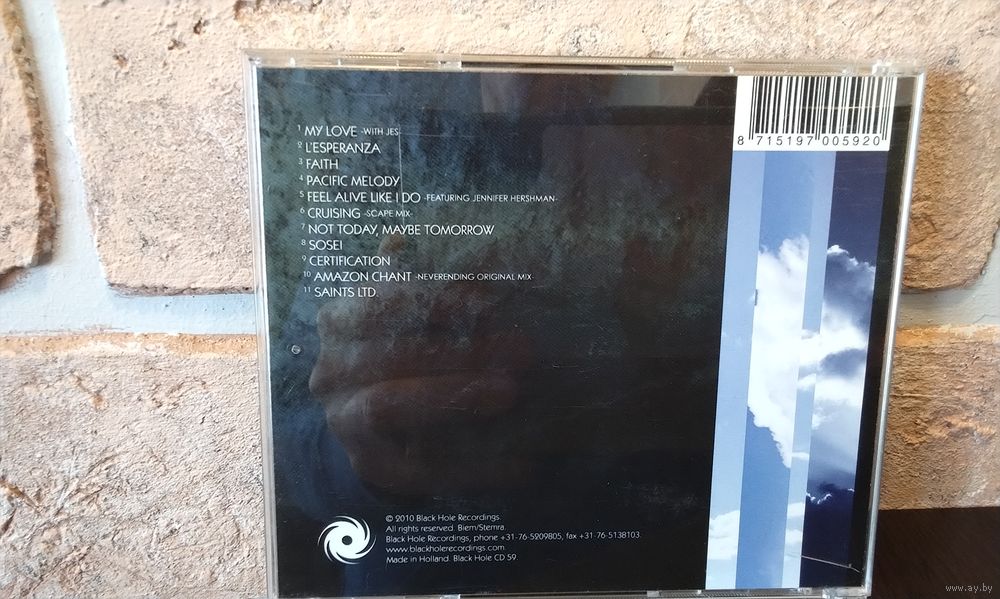 1 MY LOVE -WITH JES-
2 L'ESPERANZA
3 FAITH
4 PACIFIC MELODY
5 FEEL ALIVE LIKE I DO -FEATURING JENNIFER HERSHMAN-
6 CRUISING -SCAPE MIX-
7 NOT TODAY, MAYBE TOMORROW
8 SOSEI
9 CERTIFICATION
10 AMAZON CHANT -NEVERENDING ORIGINAL MIX-
11 SAINTS LTD.
8 715197 005920
© 2010 Black Hole Recordings.
All rights reserved. Biem/Stemra.
Black Hole Recordings, phone +31-76-5209805, fax +31-76-5138103.
www.blackholerecordings.com
Made in Holland. Black Hole CD 59.
www.ay.by